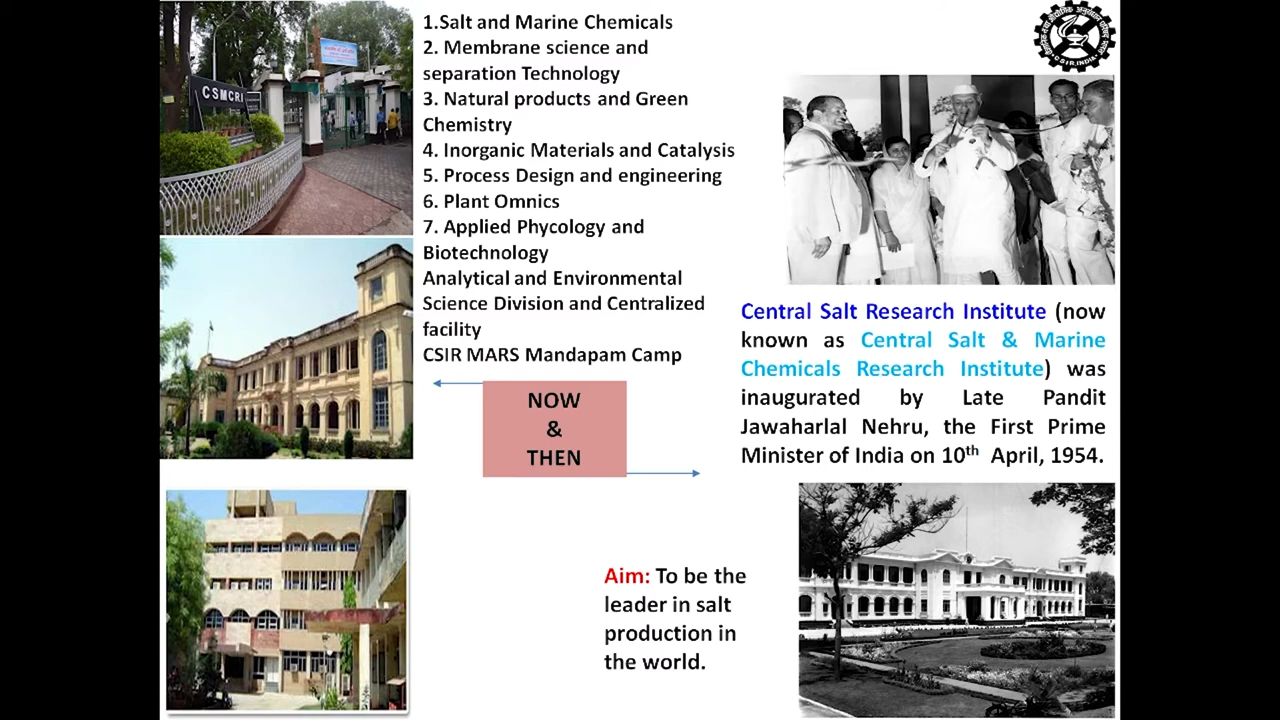 CSMCRI
1.Salt and Marine Chemicals
2. Membrane science and
separation Technology
3. Natural products and Green
Chemistry
4. Inorganic Materials and Catalysis
5. Process Design and engineering
6. Plant Omnics
7. Applied Phycology and
Biotechnology
Analytical and Environmental
Science Division and Centralized
facility
CSIR MARS Mandapam Camp
NOW
&
THEN
C S I R, INDIA
Central Salt Research Institute (now
known as Central Salt & Marine
Chemicals Research Institute) was
inaugurated by Late Pandit
Jawaharlal Nehru, the First Prime
Minister of India on 10th April, 1954.
Aim: To be the
leader in salt
production in
the world.